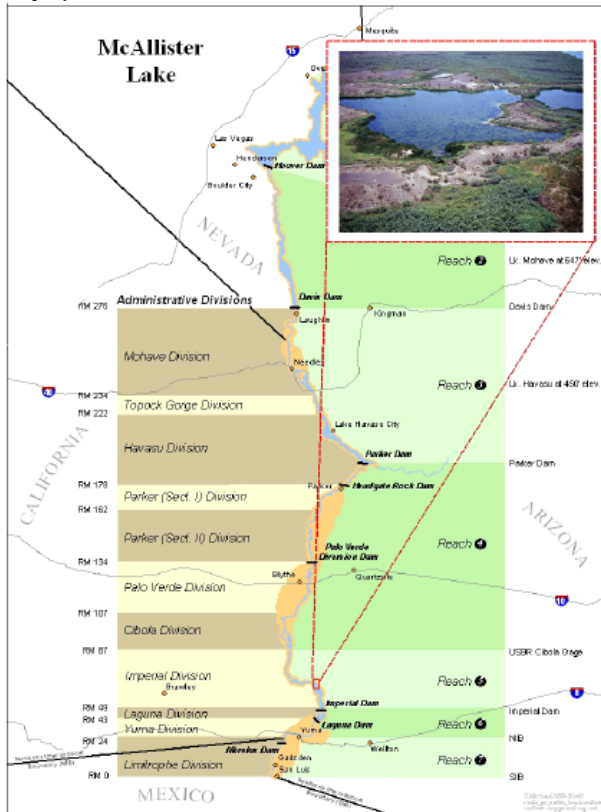 McAllister
Lake
Mesquite
15
Las Vegas
Henderson
Hoover Dam
Boulder City
NEVADA
Reach 2
Lk. Mohave at 647' elev.
Administrative Divisions
RM 276
Davis Dam
Davis Dam
Laughlin
Kingman
Mohave Division
Needles
Reach 3
Lk. Havasu at 450' elev.
40
RM 234
Topock Gorge Division
RM 222
Lake Havasu City
Havasu Division
CALIFORNIA
Parker Dam
Parker Dam
RM 178
Parker
Headgate Rock Dam
Parker (Sect. I) Division
RM 162
ARIZONA
Parker (Sect. II) Division
Reach 4
Palo Verde
Diversion Dam
RM 134
Blythe
Quartzsite
Palo Verde Division
10
RM 107
Cibola Division
RM 87
USBR Cibola Gage
Imperial Division
Reach 5
Brawley
8
RM 49
Imperial Dam
Imperial Dam
Laguna Division
RM 43
Laguna Dam
Reach 6
Yuma Division
Yuma
RM 24
NIB
Morelos Dam
Wellton
Limitrophe Division
Gadsden
Reach 7
San Luis
RM 0
SIB
MEXICO